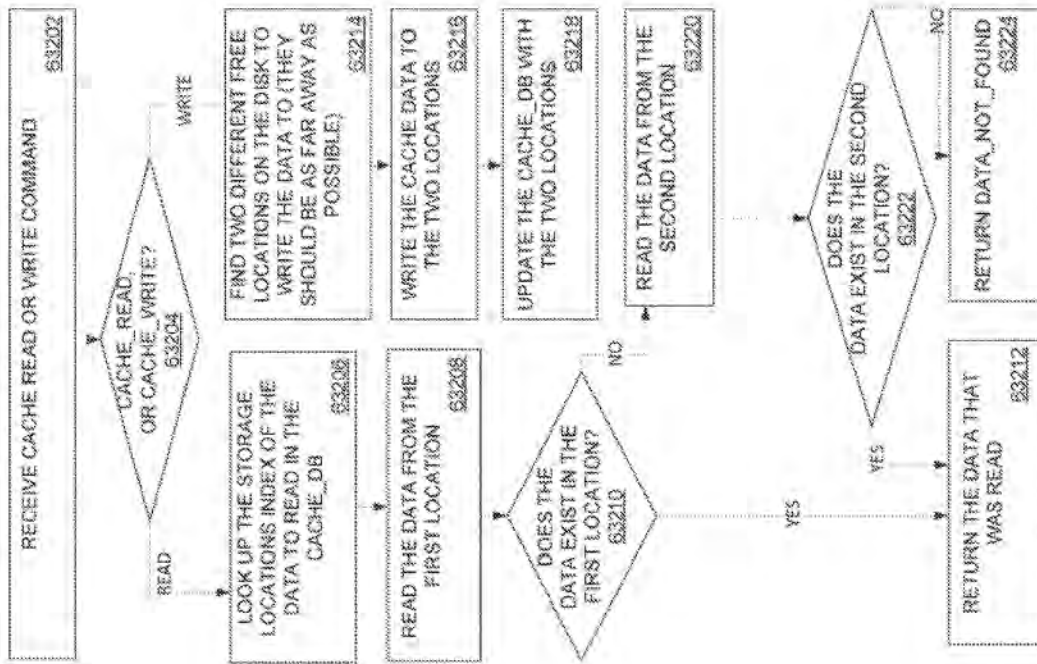 RECEIVE CACHE READ OR WRITE COMMAND
63202
CACHE_READ,
OR CACHE_WRITE?
63204
READ
WRITE
LOOK UP THE STORAGE
LOCATIONS INDEX OF THE
DATA TO READ IN THE
CACHE_DB
63206
READ THE DATA FROM THE
FIRST LOCATION
63208
DOES THE
DATA EXIST IN THE
FIRST LOCATION?
63210
NO
YES
FIND TWO DIFFERENT FREE
LOCATIONS ON THE DISK TO
WRITE THE DATA TO (THEY
SHOULD BE AS FAR AWAY AS
POSSIBLE)
63214
WRITE THE CACHE DATA TO
THE TWO LOCATIONS
63216
UPDATE THE CACHE_DB WITH
THE TWO LOCATIONS
63218
READ THE DATA FROM THE
SECOND LOCATION
63220
DOES THE
DATA EXIST IN THE SECOND
LOCATION?
63222
YES
NO
RETURN THE DATA THAT
WAS READ
63212
RETURN DATA_NOT_FOUND
63224